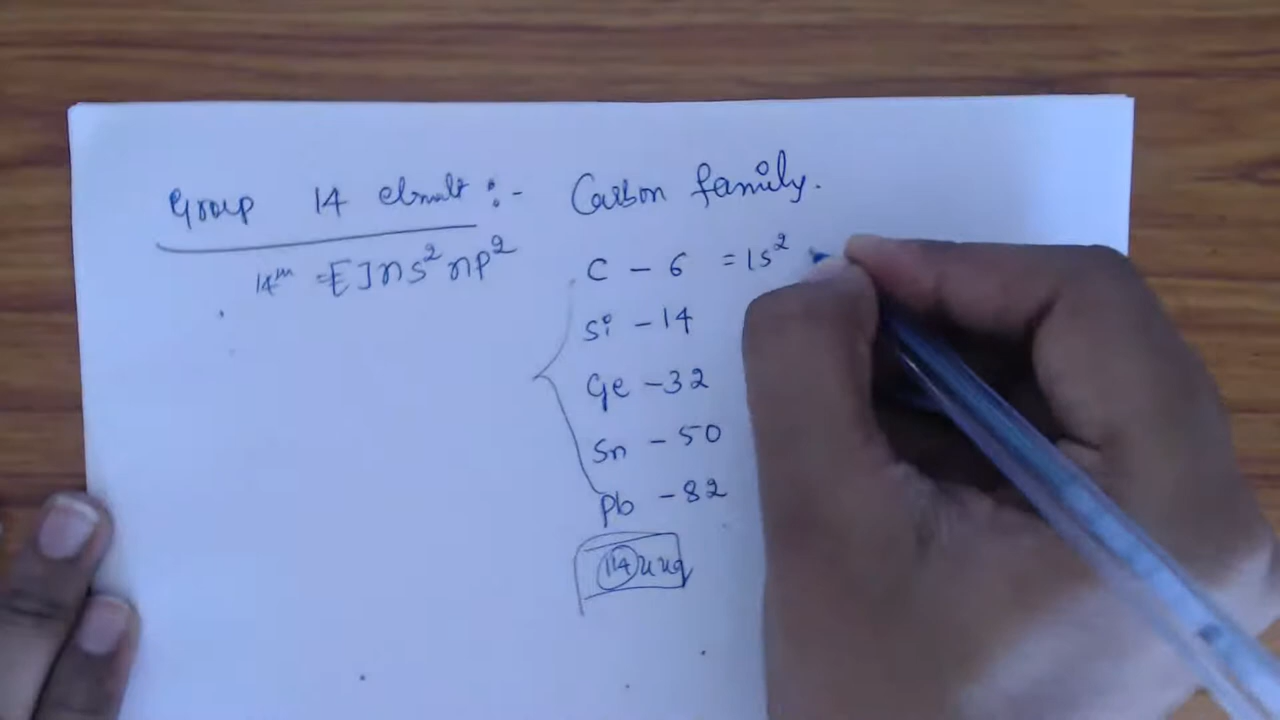 Group 14 elmnt :- Carbon family.
14th = [ ] ns² np²
C - 6 = 1s²
Si - 14
Ge - 32
Sn - 50
Pb - 82
114 uuq